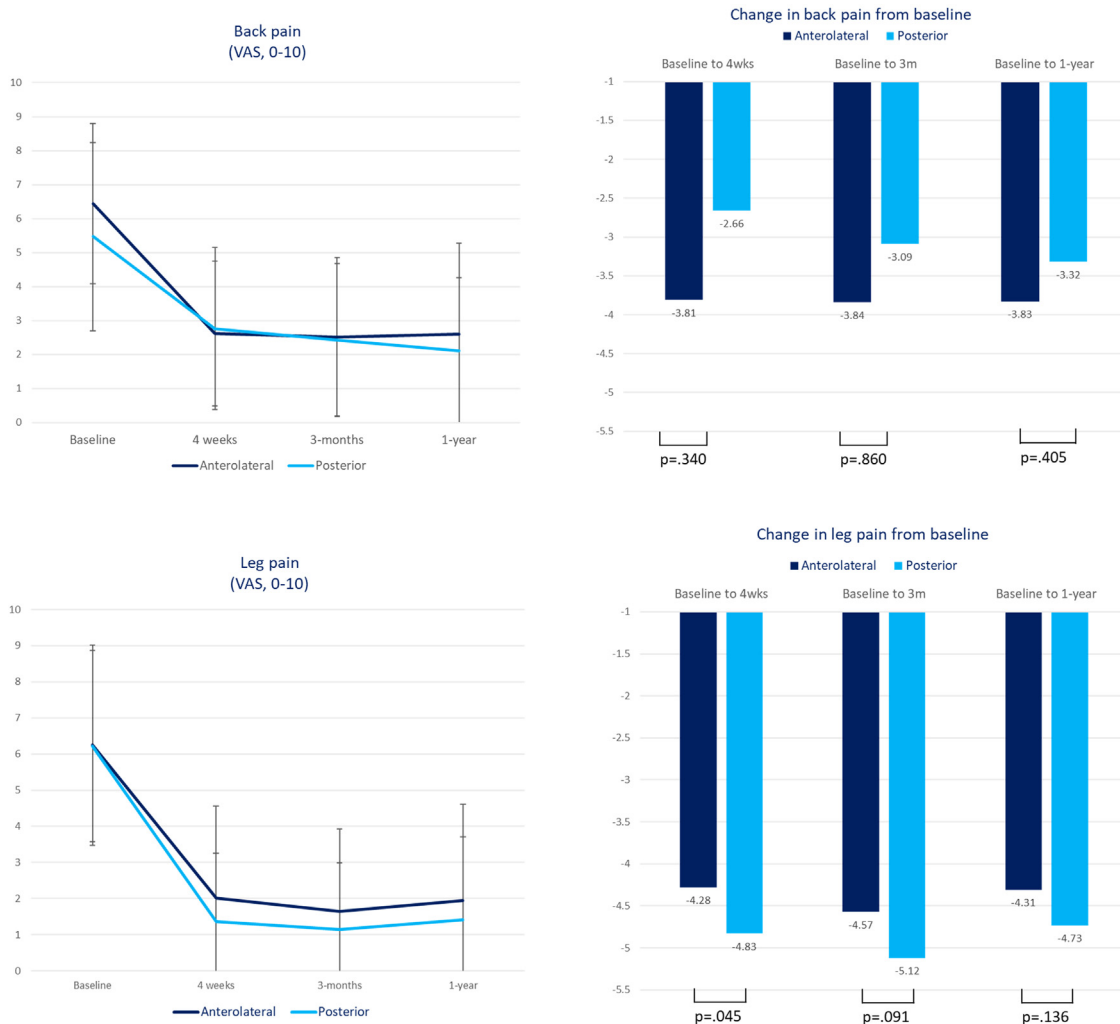 Back pain
(VAS, 0-10)
10
9
8
7
6
5
4
3
2
1
0
Baseline
4 weeks
3-months
1-year
Anterolateral
Posterior
Change in back pain from baseline
Anterolateral
Posterior
Baseline to 4wks
Baseline to 3m
Baseline to 1-year
-1
-1.5
-2
-2.5
-3
-3.5
-4
-4.5
-5
-5.5
-3.81
-2.66
-3.84
-3.09
-3.83
-3.32
p=.340
p=.860
p=.405
Leg pain
(VAS, 0-10)
10
9
8
7
6
5
4
3
2
1
0
Baseline
4 weeks
3-months
1-year
Anterolateral
Posterior
Change in leg pain from baseline
Anterolateral
Posterior
Baseline to 4wks
Baseline to 3m
Baseline to 1-year
-1
-1.5
-2
-2.5
-3
-3.5
-4
-4.5
-5
-5.5
-4.28
-4.83
-4.57
-5.12
-4.31
-4.73
p=.045
p=.091
p=.136